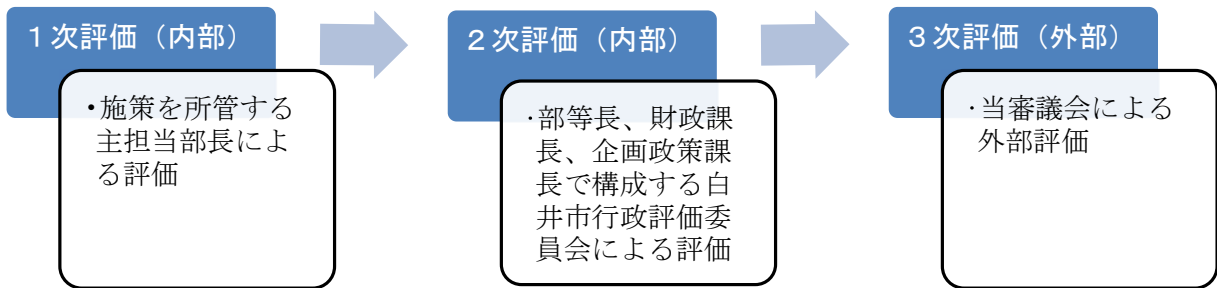 １次評価（内部）
・施策を所管する
主担当部長によ
る評価
２次評価（内部）
・部等長、財政課
長、企画政策課
長で構成する白
井市行政評価委
員会による評価
３次評価（外部）
・当審議会による
外部評価